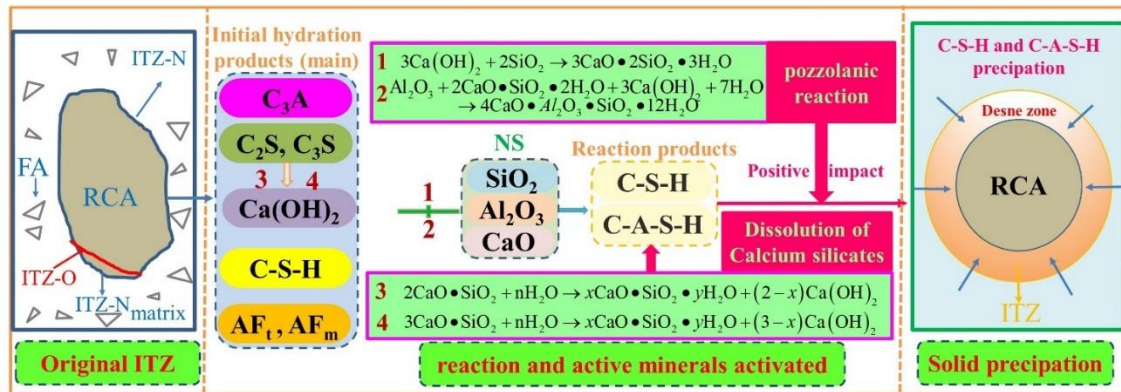 ITZ-N
FA
RCA
ITZ-O
ITZ-N
matrix
Original ITZ
Initial hydration
products (main)
C₃A
C₂S, C₃S
3 4
Ca(OH)₂
C-S-H
AFₜ , AFₘ
1 3Ca(OH)₂ + 2SiO₂ → 3CaO•2SiO₂•3H₂O
2 Al₂O₃ + 2CaO•SiO₂•2H₂O + 3Ca(OH)₂ + 7H₂O
→ 4CaO•Al₂O₃•SiO₂•12H₂O
pozzolanic
reaction
NS
1
2
SiO₂
Al₂O₃
CaO
Reaction products
C-S-H
C-A-S-H
Positive impact
Dissolution of
Calcium silicates
3 2CaO•SiO₂ + nH₂O → xCaO•SiO₂•yH₂O + (2−x)Ca(OH)₂
4 3CaO•SiO₂ + nH₂O → xCaO•SiO₂•yH₂O + (3−x)Ca(OH)₂
reaction and active minerals activated
C-S-H and C-A-S-H
precipation
Desne zone
RCA
ITZ
Solid precipation